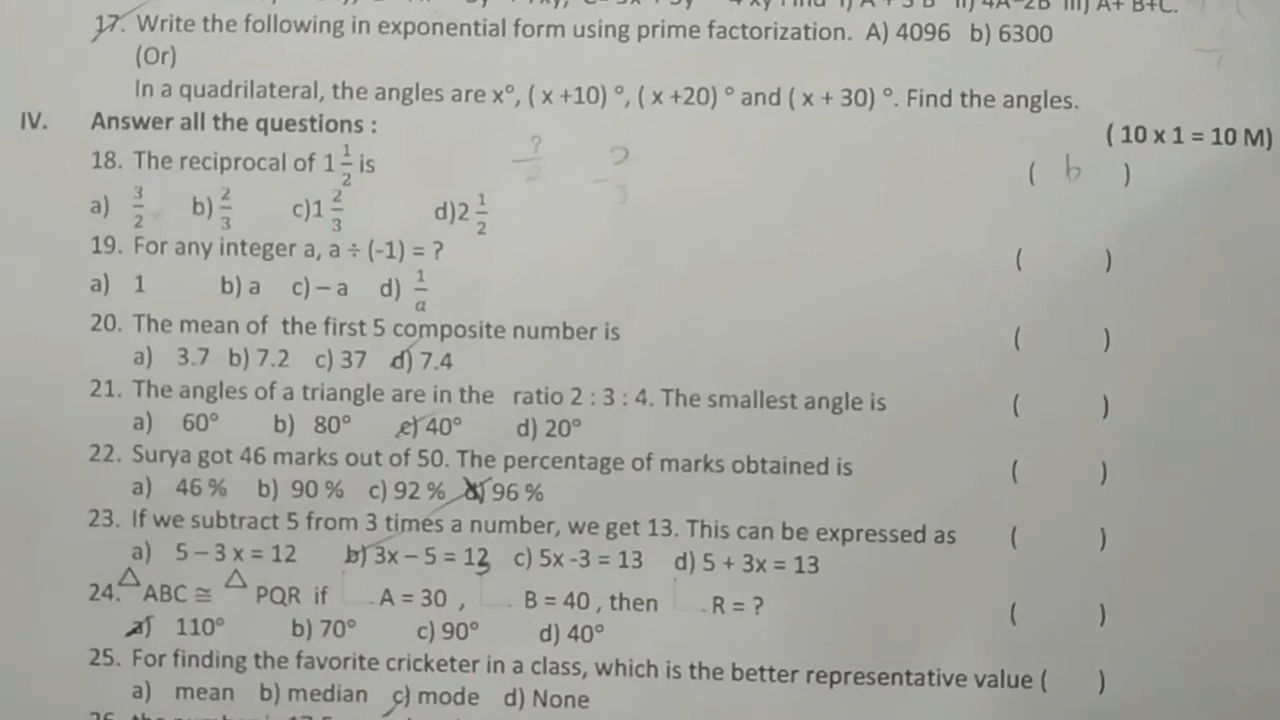 17. Write the following in exponential form using prime factorization. A) 4096 b) 6300
(Or)
In a quadrilateral, the angles are x°, ( x +10) °, ( x +20) ° and ( x + 30) °. Find the angles.
IV. Answer all the questions :
( 10 x 1 = 10 M)
18. The reciprocal of 1 1/2 is ( b )
a) 3/2 b) 2/3 c)1 2/3 d)2 1/2
19. For any integer a, a ÷ (-1) = ? ( )
a) 1 b) a c) – a d) 1/a
20. The mean of the first 5 composite number is ( )
a) 3.7 b) 7.2 c) 37 d) 7.4
21. The angles of a triangle are in the ratio 2 : 3 : 4. The smallest angle is ( )
a) 60° b) 80° c) 40° d) 20°
22. Surya got 46 marks out of 50. The percentage of marks obtained is ( )
a) 46 % b) 90 % c) 92 % d) 96 %
23. If we subtract 5 from 3 times a number, we get 13. This can be expressed as ( )
a) 5 – 3 x = 12 b) 3x – 5 = 13 c) 5x -3 = 13 d) 5 + 3x = 13
24. △ ABC ≅ △ PQR if A = 30 , B = 40 , then R = ? ( )
a) 110° b) 70° c) 90° d) 40°
25. For finding the favorite cricketer in a class, which is the better representative value ( )
a) mean b) median c) mode d) None